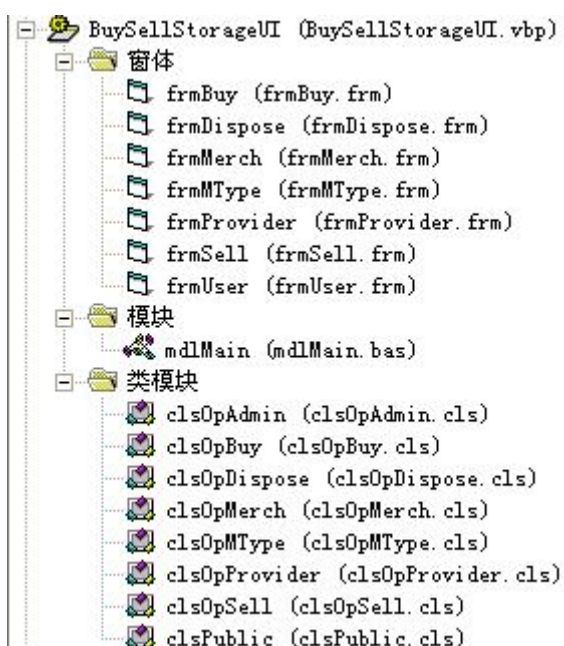 BuySellStorageUI (BuySellStorageUI.vbp)
窗体
frmBuy (frmBuy.frm)
frmDispose (frmDispose.frm)
frmMerch (frmMerch.frm)
frmMType (frmMType.frm)
frmProvider (frmProvider.frm)
frmSell (frmSell.frm)
frmUser (frmUser.frm)
模块
mdlMain (mdlMain.bas)
类模块
clsOpAdmin (clsOpAdmin.cls)
clsOpBuy (clsOpBuy.cls)
clsOpDispose (clsOpDispose.cls)
clsOpMerch (clsOpMerch.cls)
clsOpMType (clsOpMType.cls)
clsOpProvider (clsOpProvider.cls)
clsOpSell (clsOpSell.cls)
clsPublic (clsPublic.cls)